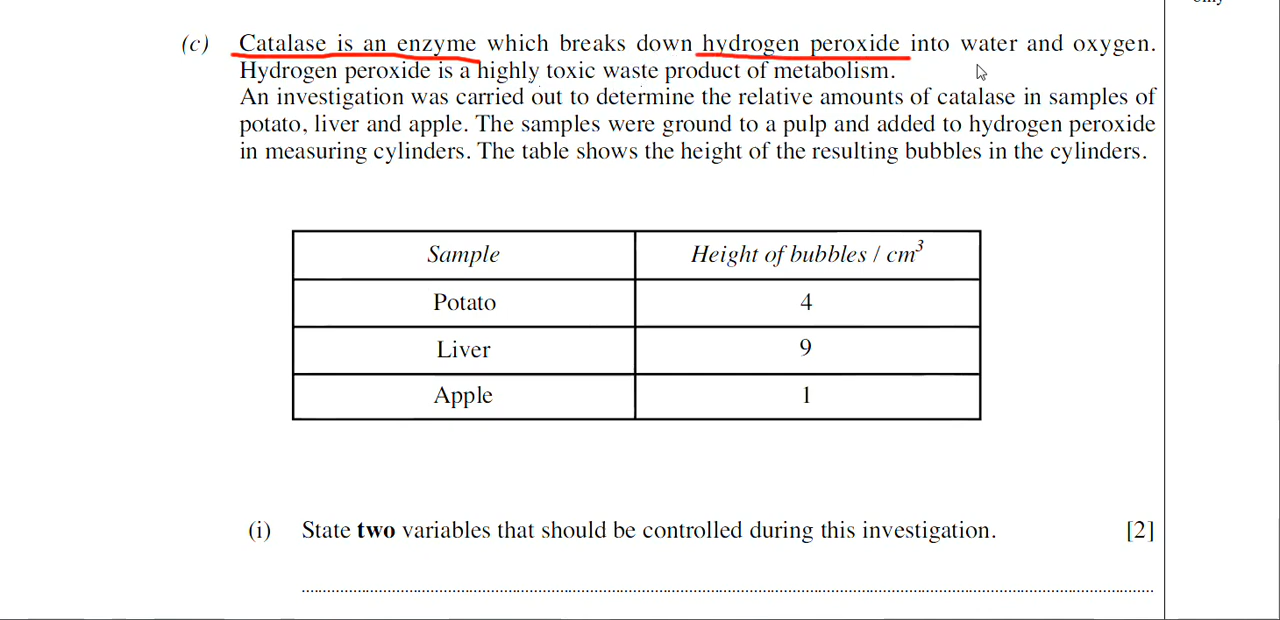 (c) Catalase is an enzyme which breaks down hydrogen peroxide into water and oxygen.
Hydrogen peroxide is a highly toxic waste product of metabolism.
An investigation was carried out to determine the relative amounts of catalase in samples of
potato, liver and apple. The samples were ground to a pulp and added to hydrogen peroxide
in measuring cylinders. The table shows the height of the resulting bubbles in the cylinders.
Sample Height of bubbles / cm³
Potato 4
Liver 9
Apple 1
(i) State two variables that should be controlled during this investigation. [2]